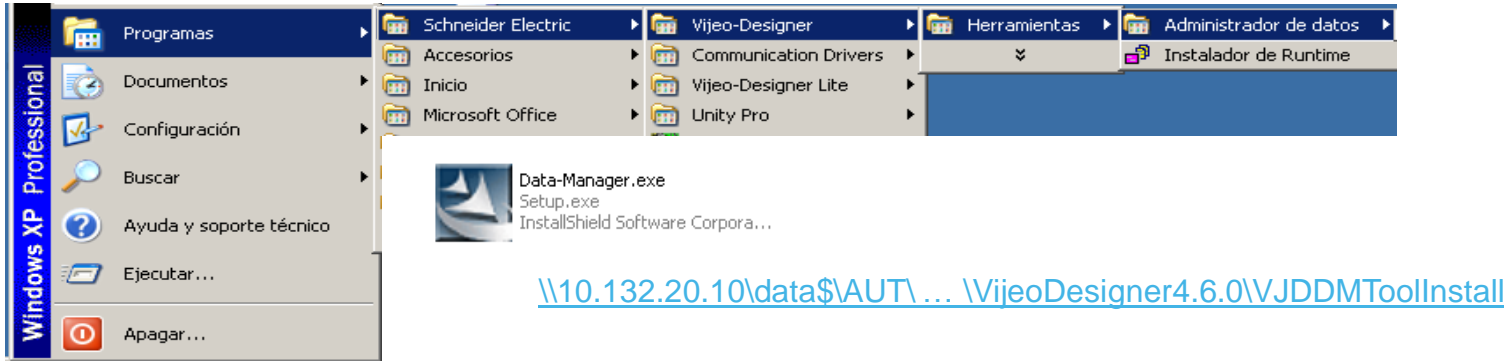 Windows XP Professional
Programas
Documentos
Configuración
Buscar
Ayuda y soporte técnico
Ejecutar...
Apagar...
Schneider Electric
Accesorios
Inicio
Microsoft Office
Vijeo-Designer
Communication Drivers
Vijeo-Designer Lite
Unity Pro
Herramientas
Administrador de datos
Instalador de Runtime
Data-Manager.exe
Setup.exe
InstallShield Software Corpora...
\\10.132.20.10\data$\AUT\ … \VijeoDesigner4.6.0\VJDDMToolInstall